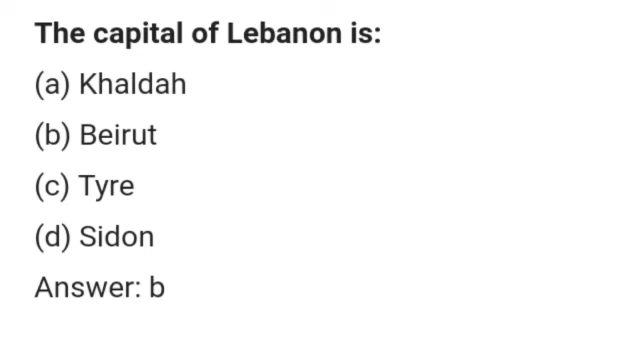 The capital of Lebanon is:
(a) Khaldah
(b) Beirut
(c) Tyre
(d) Sidon
Answer: b